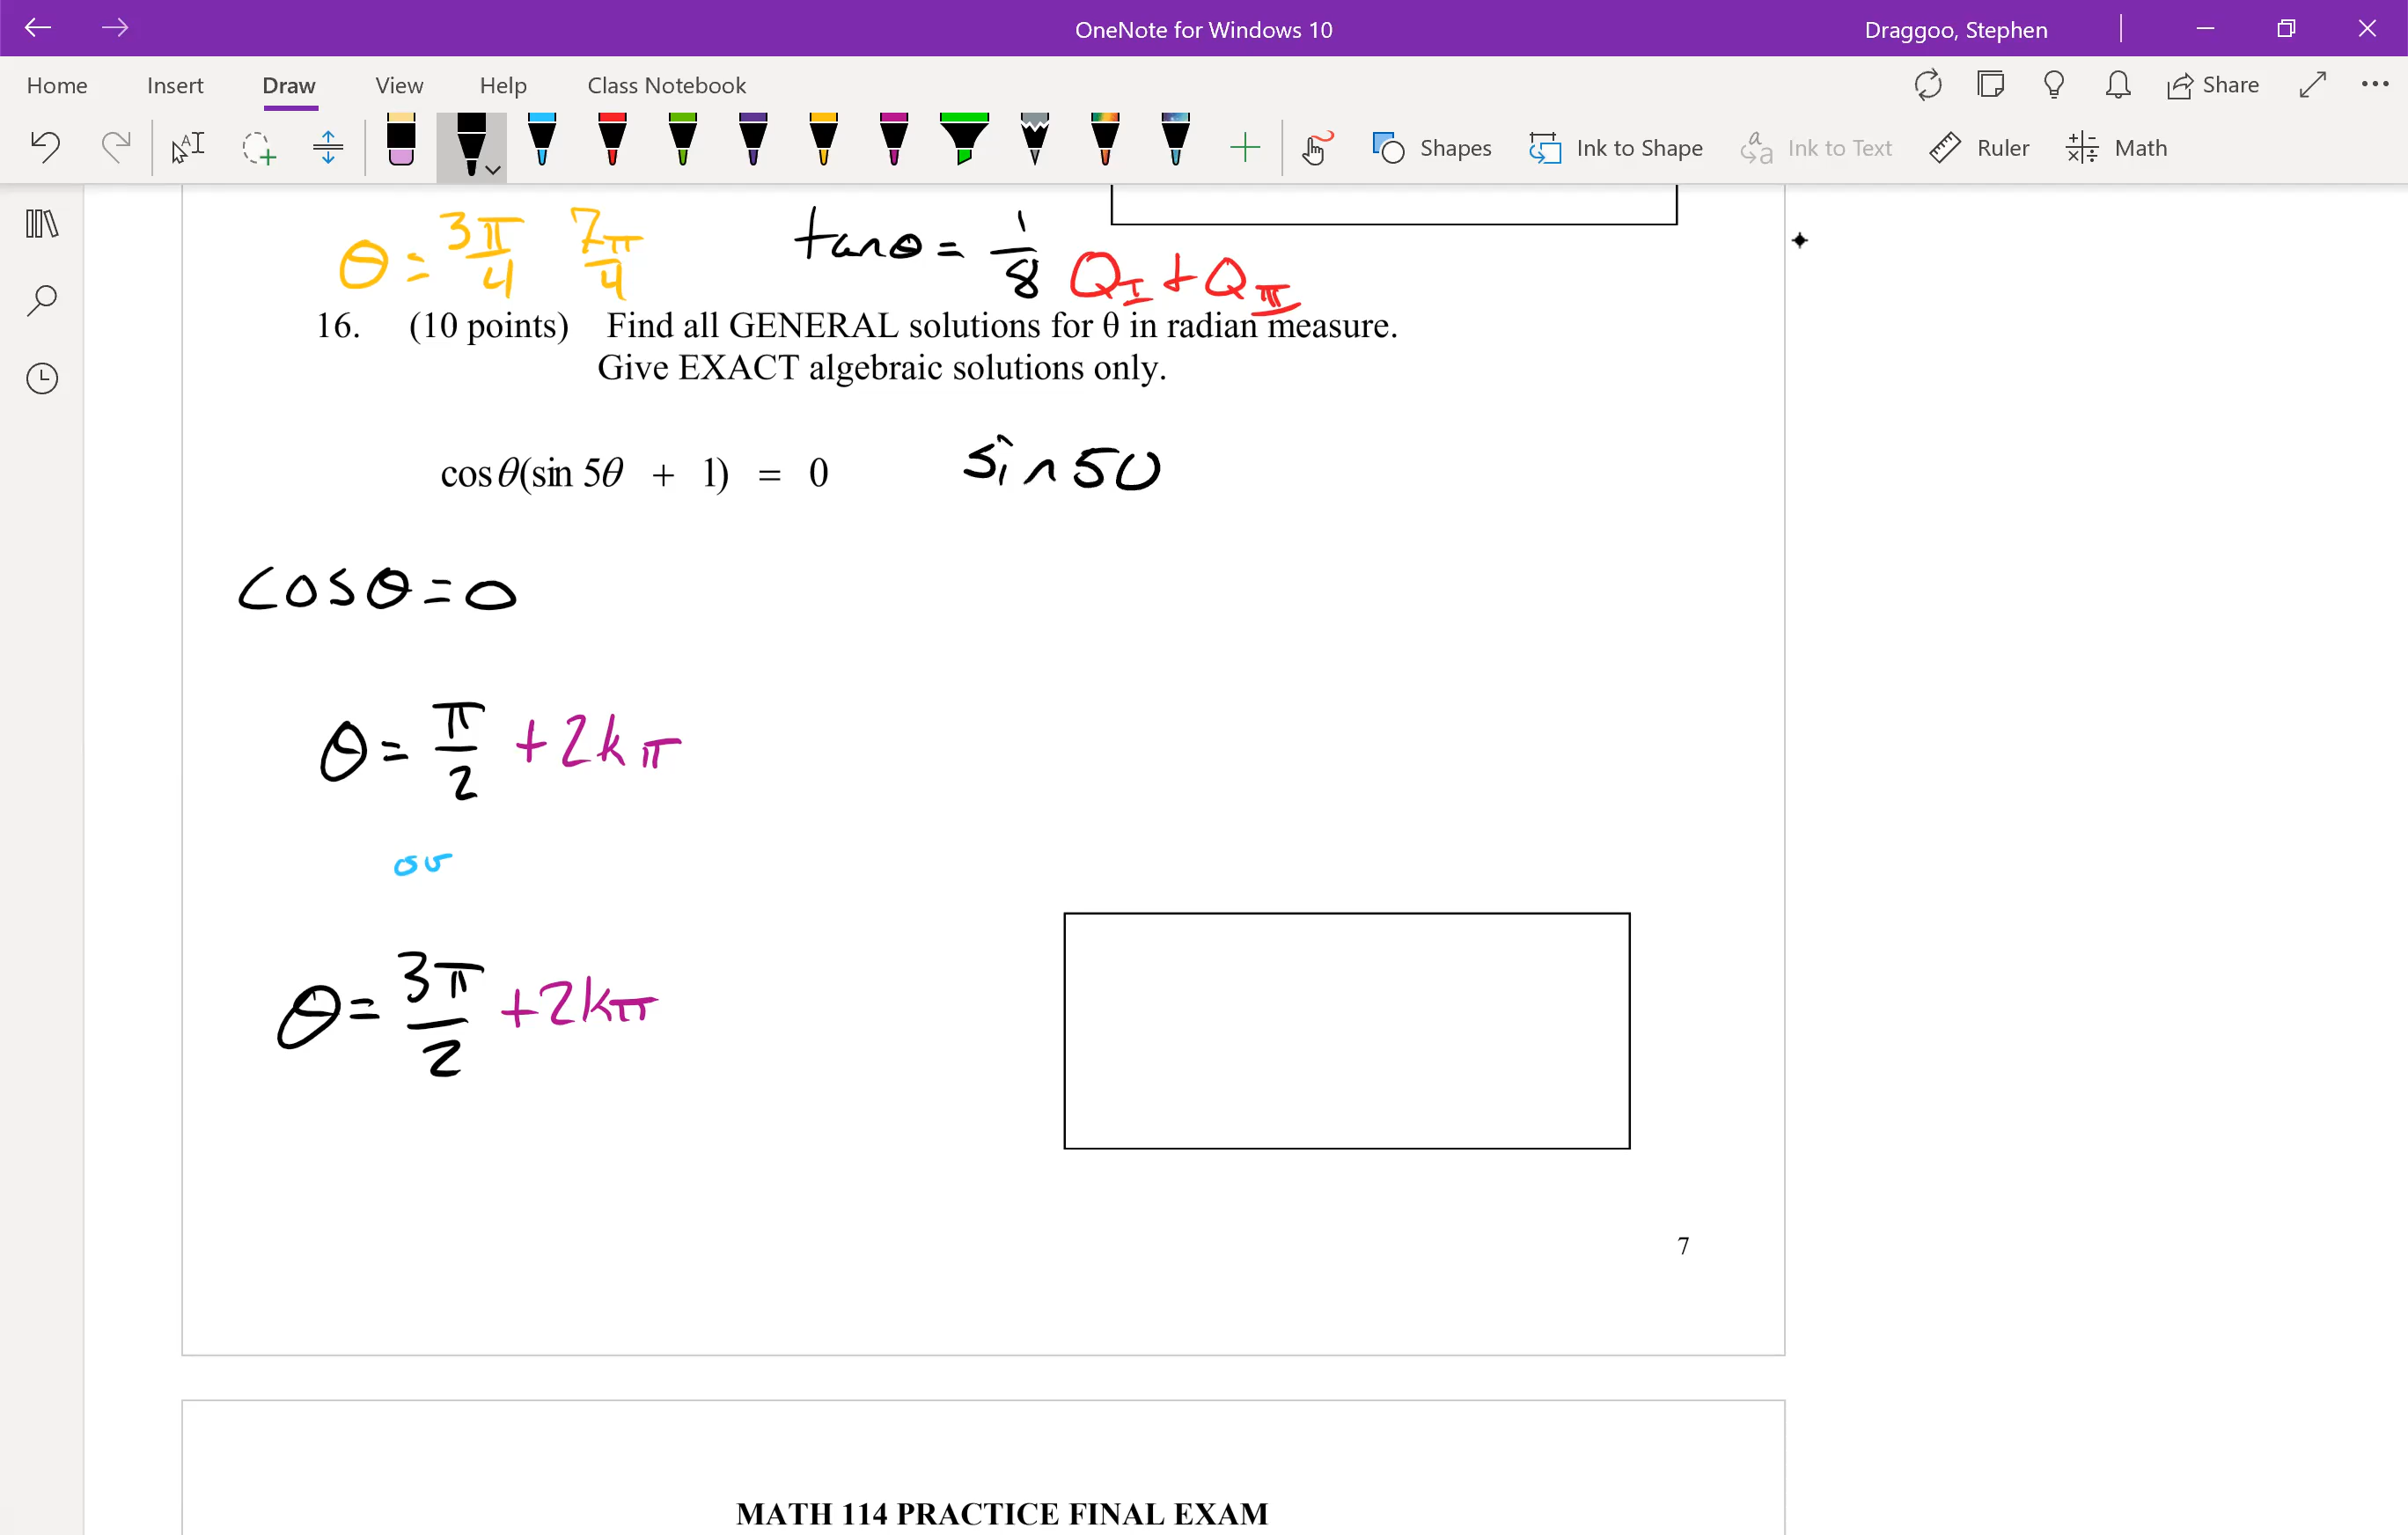 OneNote for Windows 10
Draggoo, Stephen
Home Insert Draw View Help Class Notebook
Share
Shapes Ink to Shape Ink to Text Ruler Math
θ = 3π/4 7π/4
tanθ = 1/8 QI + QIII
16. (10 points) Find all GENERAL solutions for θ in radian measure.
Give EXACT algebraic solutions only.
cos θ(sin 5θ + 1) = 0
sin 50
cosθ = 0
θ = π/2 + 2kπ
or
θ = 3π/2 + 2kπ
7
MATH 114 PRACTICE FINAL EXAM